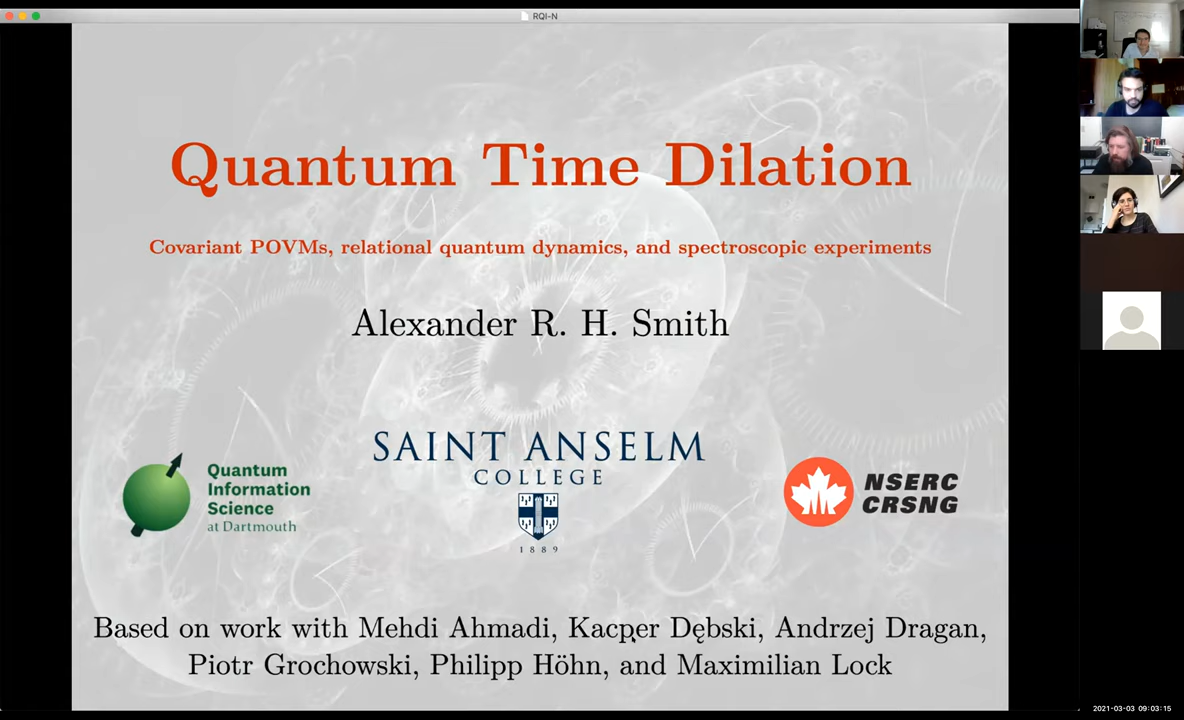 RQI-N
Quantum Time Dilation
Covariant POVMs, relational quantum dynamics, and spectroscopic experiments
Alexander R. H. Smith
Quantum
Information
Science
at Dartmouth
SAINT ANSELM
COLLEGE
1889
NSERC
CRSNG
Based on work with Mehdi Ahmadi, Kacper Dębski, Andrzej Dragan,
Piotr Grochowski, Philipp Höhn, and Maximilian Lock
2021-03-03 09:03:15